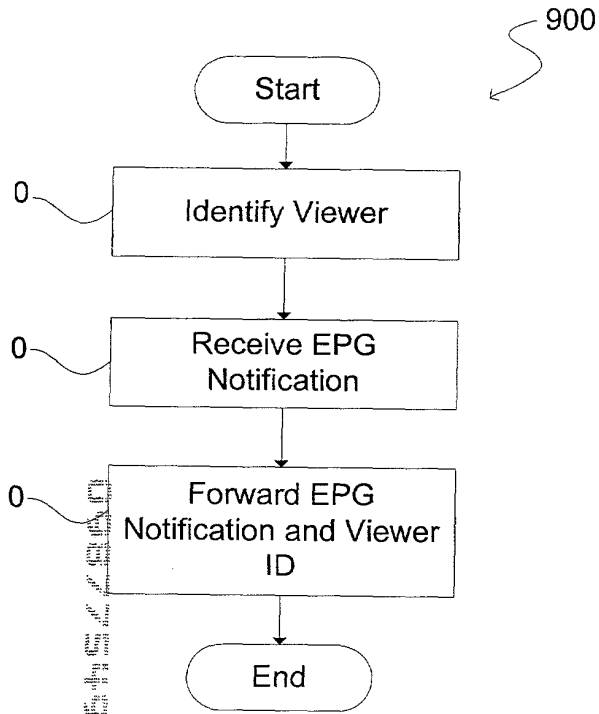 900
Start
0
Identify Viewer
0
Receive EPG
Notification
0
Forward EPG
Notification and Viewer
ID
End